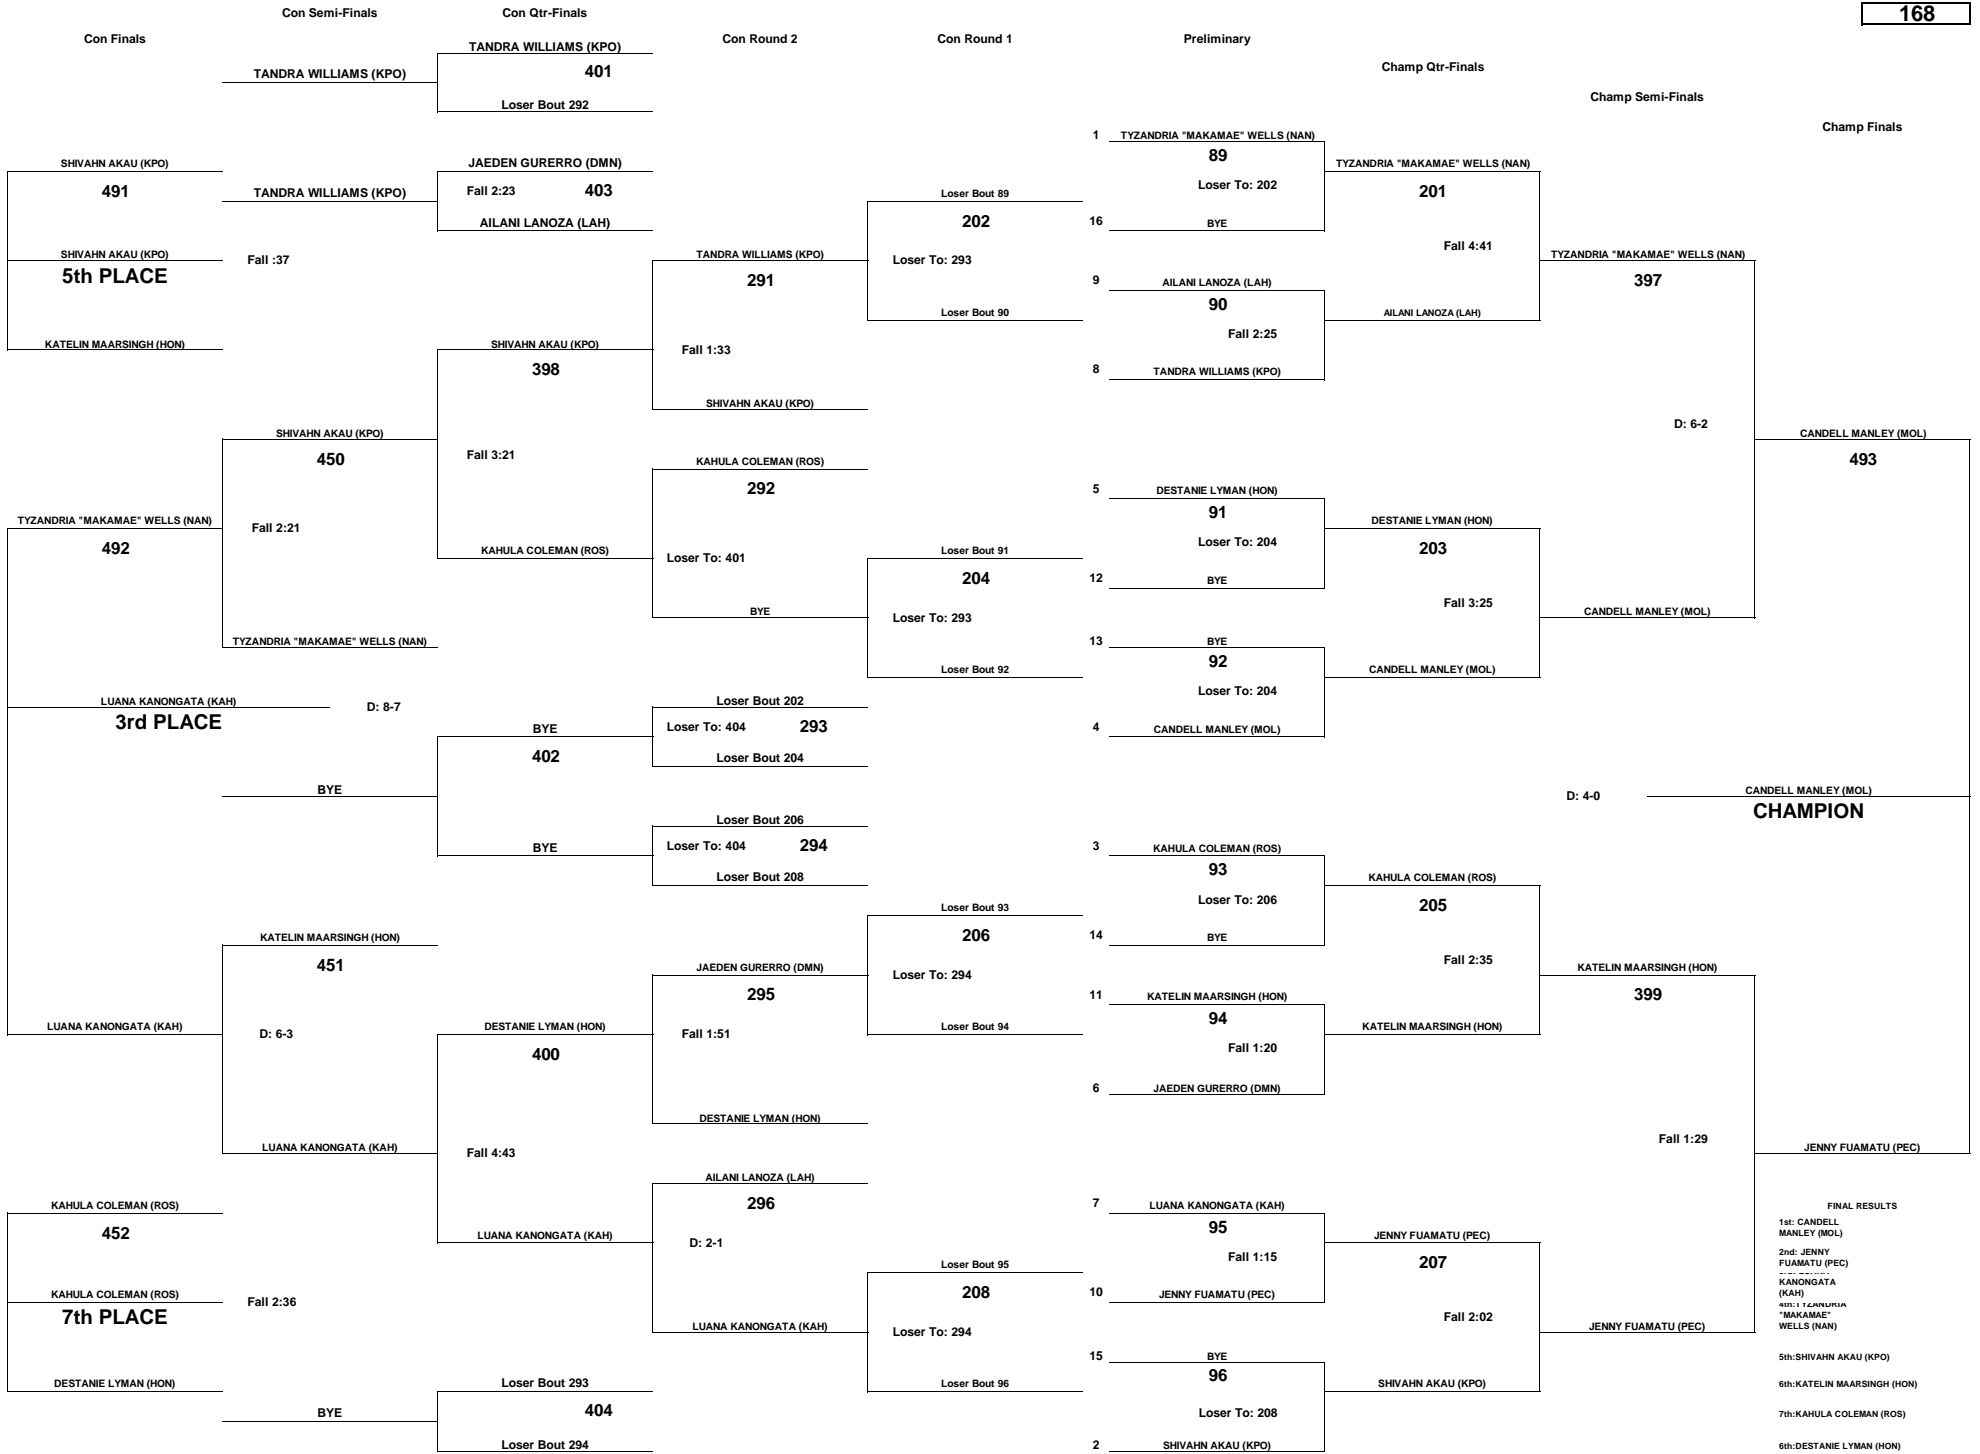 168
Con Semi-Finals
Con Qtr-Finals
Con Finals
Con Round 2
Con Round 1
Preliminary
Champ Qtr-Finals
Champ Semi-Finals
Champ Finals
TANDRA WILLIAMS (KPO)
401
TANDRA WILLIAMS (KPO)
Loser Bout 292
SHIVAHN AKAU (KPO)
491
SHIVAHN AKAU (KPO)
5th PLACE
Fall :37
KATELIN MAARSINGH (HON)
TANDRA WILLIAMS (KPO)
JAEDEN GURERRO (DMN)
Fall 2:23
403
AILANI LANOZA (LAH)
TANDRA WILLIAMS (KPO)
291
Fall 1:33
SHIVAHN AKAU (KPO)
SHIVAHN AKAU (KPO)
398
Fall 3:21
KAHULA COLEMAN (ROS)
KAHULA COLEMAN (ROS)
292
Loser To: 401
BYE
SHIVAHN AKAU (KPO)
450
Fall 2:21
TYZANDRIA "MAKAMAE" WELLS (NAN)
TYZANDRIA "MAKAMAE" WELLS (NAN)
492
LUANA KANONGATA (KAH)
3rd PLACE
D: 8-7
LUANA KANONGATA (KAH)
Loser Bout 202
Loser To: 404
293
Loser Bout 204
BYE
402
BYE
BYE
Loser Bout 206
Loser To: 404
294
Loser Bout 208
KATELIN MAARSINGH (HON)
451
D: 6-3
LUANA KANONGATA (KAH)
JAEDEN GURERRO (DMN)
295
Fall 1:51
DESTANIE LYMAN (HON)
DESTANIE LYMAN (HON)
400
Fall 4:43
LUANA KANONGATA (KAH)
AILANI LANOZA (LAH)
296
D: 2-1
LUANA KANONGATA (KAH)
KAHULA COLEMAN (ROS)
452
KAHULA COLEMAN (ROS)
7th PLACE
Fall 2:36
DESTANIE LYMAN (HON)
Loser Bout 293
404
BYE
Loser Bout 294
Loser Bout 89
202
Loser To: 293
Loser Bout 90
Loser Bout 91
204
Loser To: 293
Loser Bout 92
Loser Bout 93
206
Loser To: 294
Loser Bout 94
Loser Bout 95
208
Loser To: 294
Loser Bout 96
1 TYZANDRIA "MAKAMAE" WELLS (NAN)
89
Loser To: 202
16 BYE
9 AILANI LANOZA (LAH)
90
Fall 2:25
8 TANDRA WILLIAMS (KPO)
5 DESTANIE LYMAN (HON)
91
Loser To: 204
12 BYE
13 BYE
92
Loser To: 204
4 CANDELL MANLEY (MOL)
3 KAHULA COLEMAN (ROS)
93
Loser To: 206
14 BYE
11 KATELIN MAARSINGH (HON)
94
Fall 1:20
6 JAEDEN GURERRO (DMN)
7 LUANA KANONGATA (KAH)
95
Fall 1:15
10 JENNY FUAMATU (PEC)
15 BYE
96
Loser To: 208
2 SHIVAHN AKAU (KPO)
TYZANDRIA "MAKAMAE" WELLS (NAN)
201
Fall 4:41
AILANI LANOZA (LAH)
DESTANIE LYMAN (HON)
203
Fall 3:25
CANDELL MANLEY (MOL)
KAHULA COLEMAN (ROS)
205
Fall 2:35
KATELIN MAARSINGH (HON)
JENNY FUAMATU (PEC)
207
Fall 2:02
SHIVAHN AKAU (KPO)
TYZANDRIA "MAKAMAE" WELLS (NAN)
397
D: 6-2
CANDELL MANLEY (MOL)
KATELIN MAARSINGH (HON)
399
Fall 1:29
JENNY FUAMATU (PEC)
CANDELL MANLEY (MOL)
493
D: 4-0
CANDELL MANLEY (MOL)
CHAMPION
JENNY FUAMATU (PEC)
FINAL RESULTS
1st: CANDELL
MANLEY (MOL)
2nd: JENNY
FUAMATU (PEC)
KANONGATA
(KAH)
4th:TYZANDRIA
"MAKAMAE"
WELLS (NAN)
5th:SHIVAHN AKAU (KPO)
6th:KATELIN MAARSINGH (HON)
7th:KAHULA COLEMAN (ROS)
6th:DESTANIE LYMAN (HON)